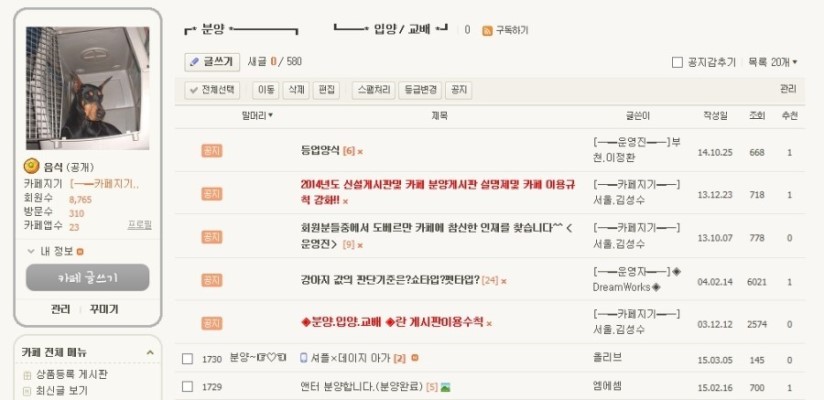 ┏* 분양 *━━━━━┓ ┗━━━* 입양 / 교배 *┛ 0 구독하기
글쓰기 새글 0 / 580 공지감추기 목록 20개
전체선택 이동 삭제 편집 스팸처리 등급변경 공지 관리
말머리 제목 글쓴이 작성일 조회 추천
공지 등업양식 [6] [━━운영진━━]부천.이정환 14.10.25 668 1
공지 2014년도 신설게시판및 카페 분양게시판 설명제및 카페 이용규칙 강화!! [━━카페지기━━]서울.김성수 13.12.23 718 1
공지 회원분들중에서 도베르만 카페에 참신한 인재를 찾습니다^^ <운영진> [9] [━━카페지기━━]서울.김성수 13.10.07 778 0
공지 강아지 값의 판단기준은?쇼타입?펫타입? [24] [━━운영자━━]◈DreamWorks◈ 04.02.14 6021 1
공지 ◈분양.입양.교배 ◈란 게시판이용수칙 [━━카페지기━━]서울.김성수 03.12.12 2574 0
1730 분양~☞♡☜ 셔플×데이지 아가 [2] 올리브 15.03.05 145 0
1729 앤터 분양합니다.(분양완료) [5] 엠에셈 15.02.16 700 1
음식 (공개)
카페지기 [━━카페지기..
회원수 8,765
방문수 310
카페앱수 23 프로필
내 정보
카페 글쓰기
관리 꾸미기
카페 전체 메뉴
상품등록 게시판
최신글 보기